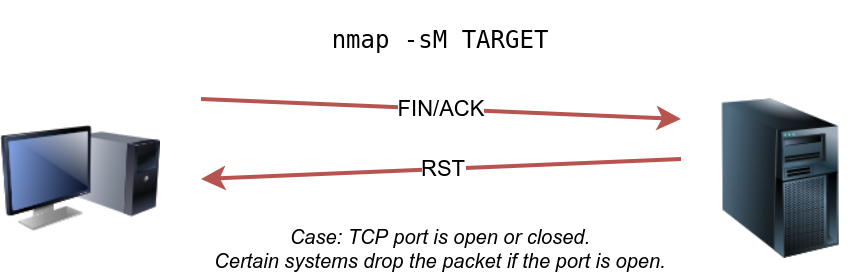 nmap -sM TARGET
FIN/ACK
RST
Case: TCP port is open or closed.
Certain systems drop the packet if the port is open.